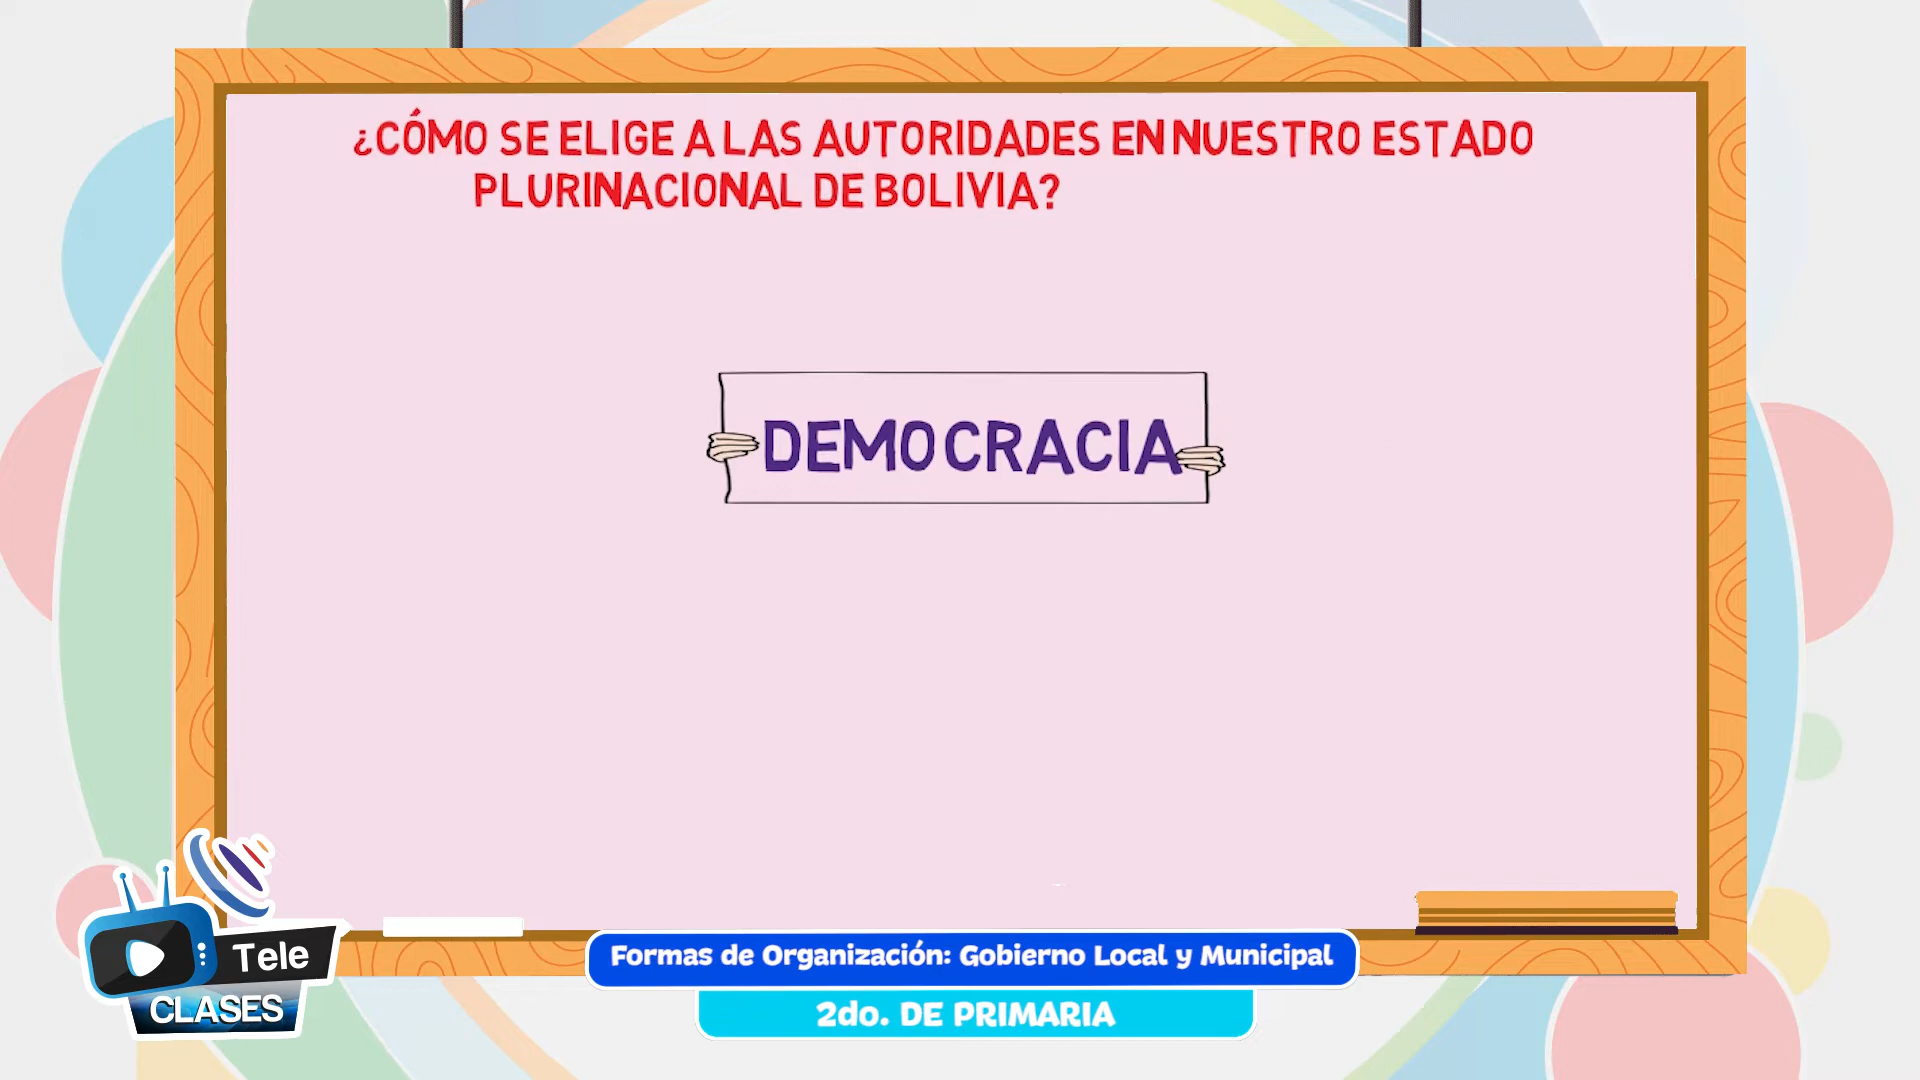 ¿CÓMO SE ELIGE A LAS AUTORIDADES EN NUESTRO ESTADO
PLURINACIONAL DE BOLIVIA?
DEMOCRACIA
Tele
CLASES
Formas de Organización: Gobierno Local y Municipal
2do. DE PRIMARIA